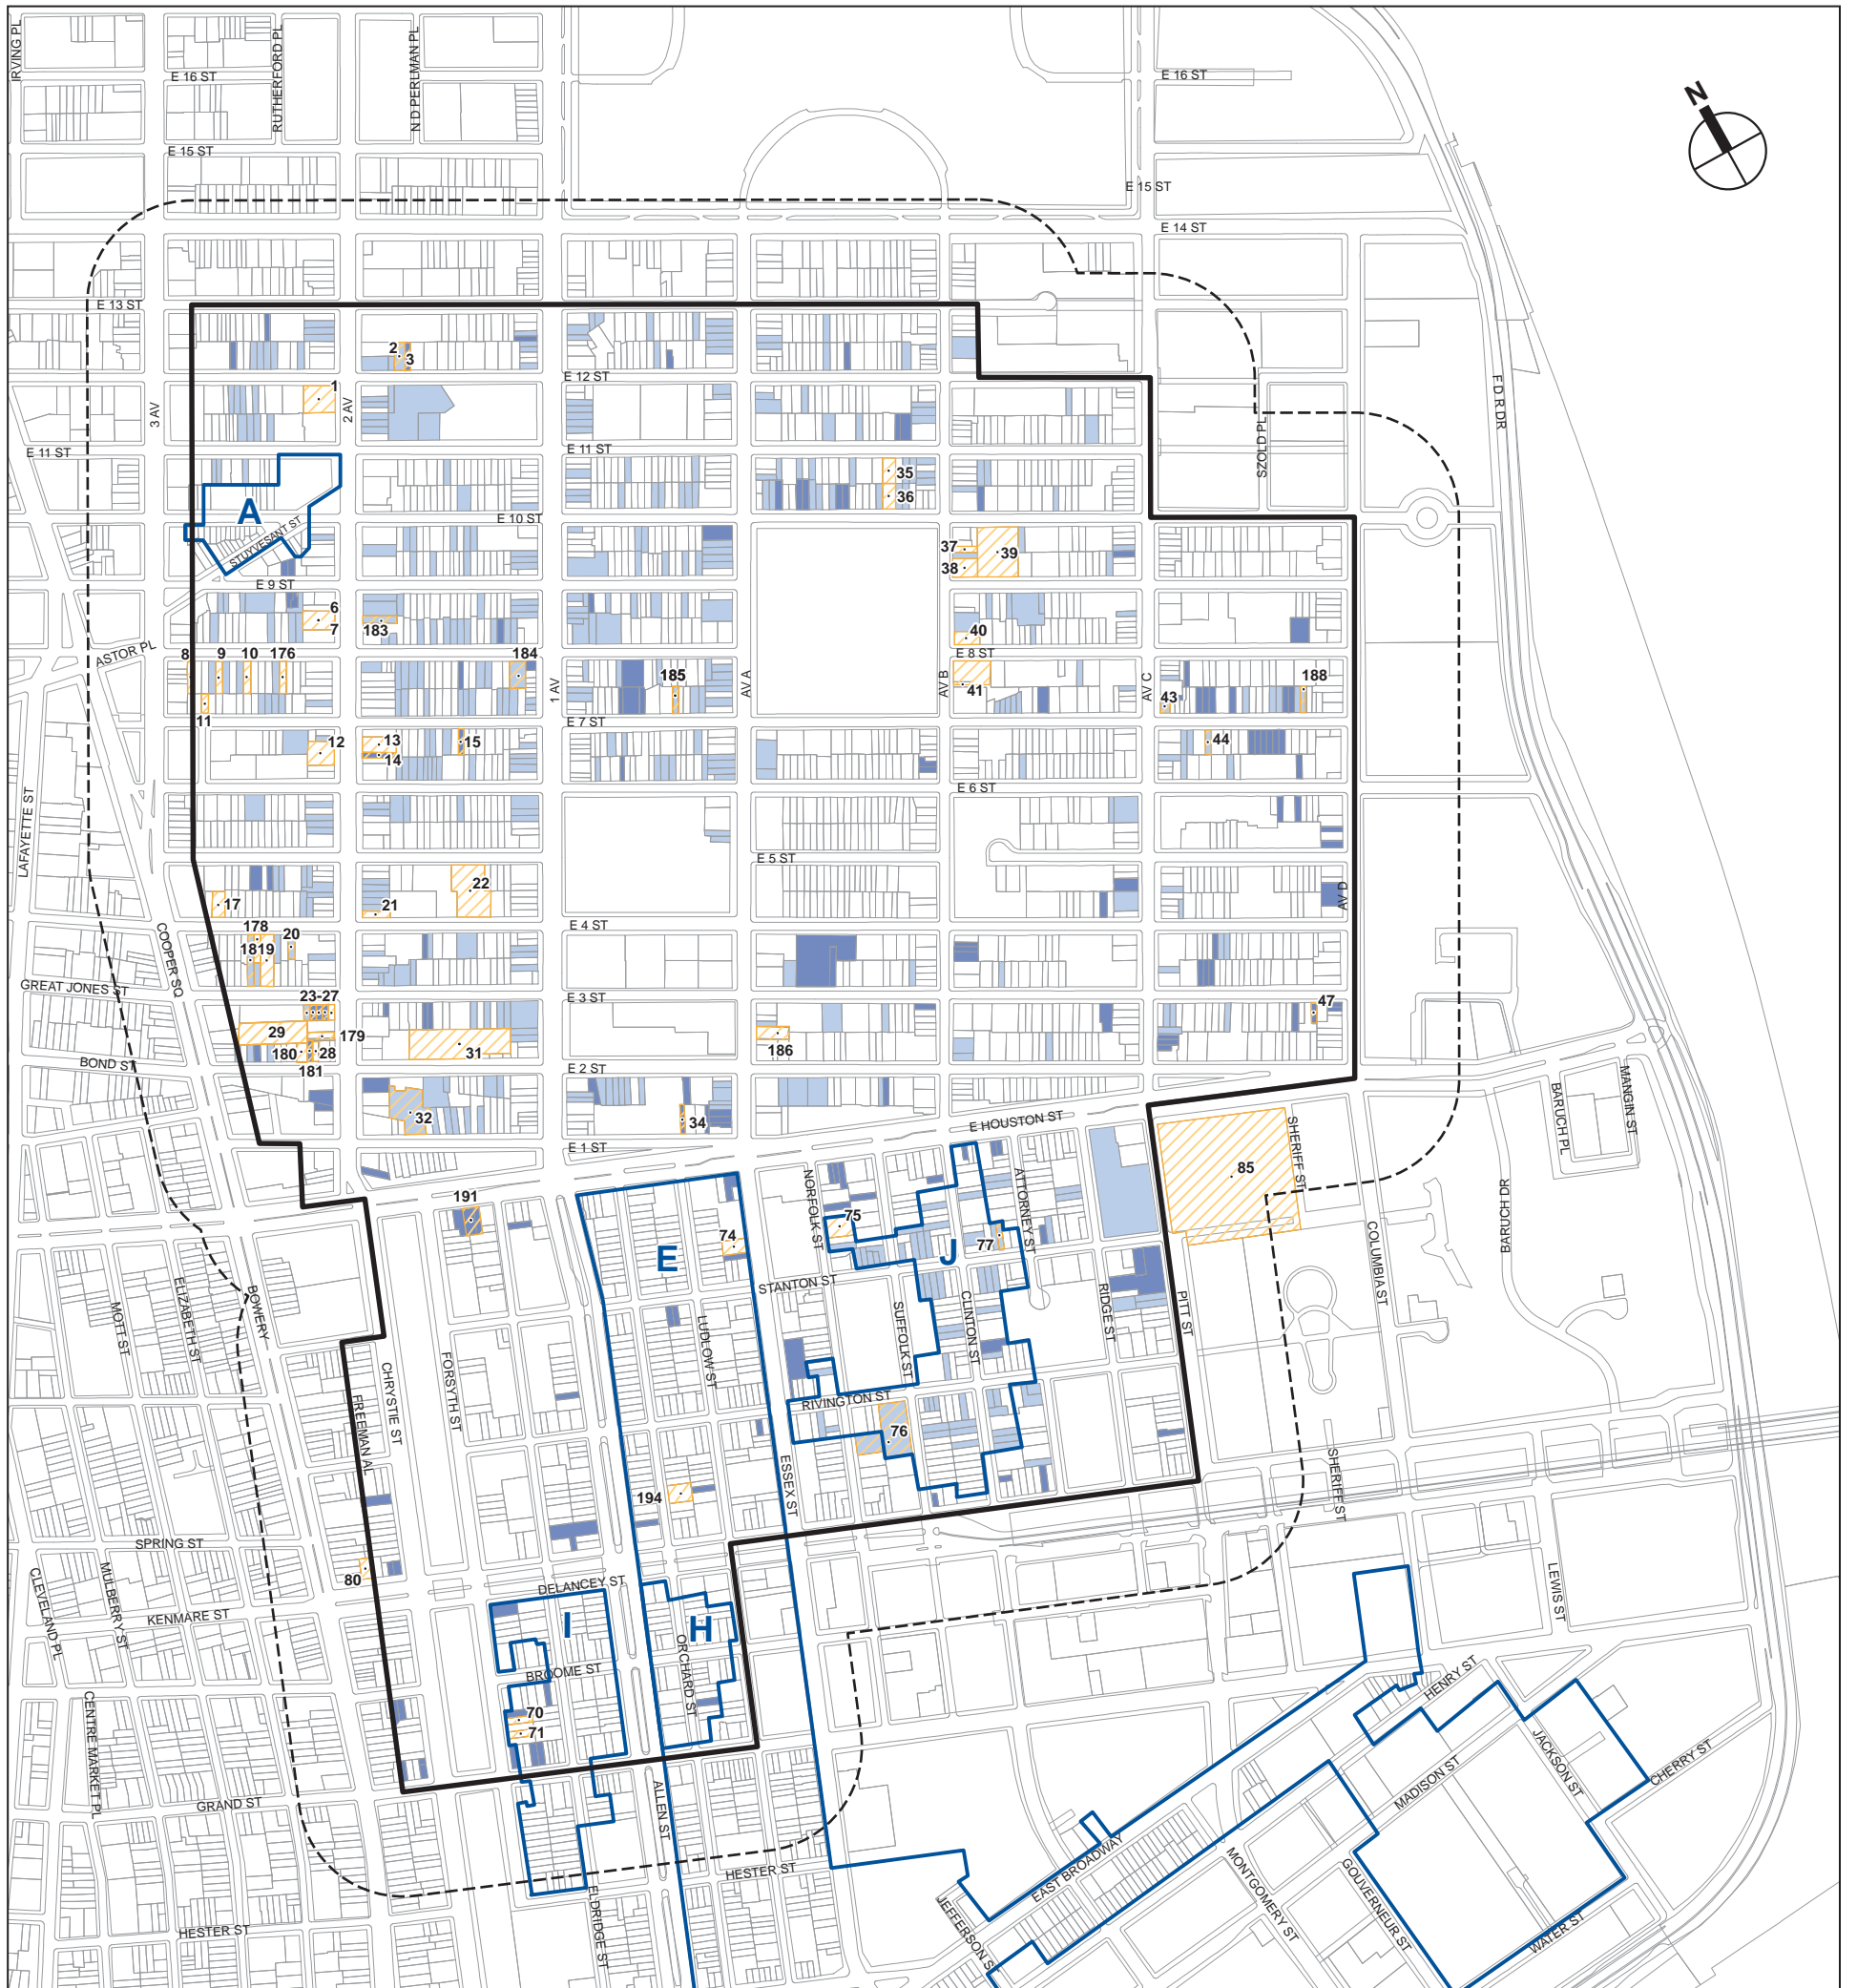 IRVING PL
RUTHERFORD PL
N D PERLMAN PL
E 16 ST
E 16 ST
N
E 15 ST
E 15 ST
E 14 ST
E 13 ST
2
3
E 12 ST
1
3 AV
2 AV
F D R DR
E 11 ST
E 11 ST
SZOLD PL
35
36
A
E 10 ST
STUYVESANT ST
37
39
38
E 9 ST
6
7
183
40
ASTOR PL
8
9
10
176
184
E 8 ST
185
188
1 AV
AV A
AV B
41
AV C
43
11
E 7 ST
12
13
15
44
14
E 6 ST
LAFAYETTE ST
E 5 ST
22
AV D
17
21
178
20
E 4 ST
18
19
COOPER SQ
GREAT JONES ST
23-27
E 3 ST
47
29
179
180
28
31
186
BOND ST
181
E 2 ST
MANGIN ST
BARUCH PL
32
34
E HOUSTON ST
E 1 ST
SHERIFF ST
85
191
NORFOLK ST
75
ATTORNEY ST
BARUCH DR
74
E
77
J
COLUMBIA ST
STANTON ST
ELIZABETH ST
BOWERY
MOTT ST
LUDLOW ST
SUFFOLK ST
CLINTON ST
RIDGE ST
PITT ST
CHRYSTIE ST
FORSYTH ST
RIVINGTON ST
FREEMAN AL
76
ESSEX ST
194
SHERIFF ST
SPRING ST
80
DELANCEY ST
CLEVELAND PL
MULBERRY ST
LEWIS ST
KENMARE ST
I
H
ORCHARD ST
BROOME ST
HENRY ST
70
71
CENTRE MARKET PL
JACKSON ST
CHERRY ST
MADISON ST
GRAND ST
ALLEN ST
HESTER ST
EAST BROADWAY
MONTGOMERY ST
GOUVERNEUR ST
JEFFERSON S
ELDRIDGE ST
HESTER ST
WATER ST